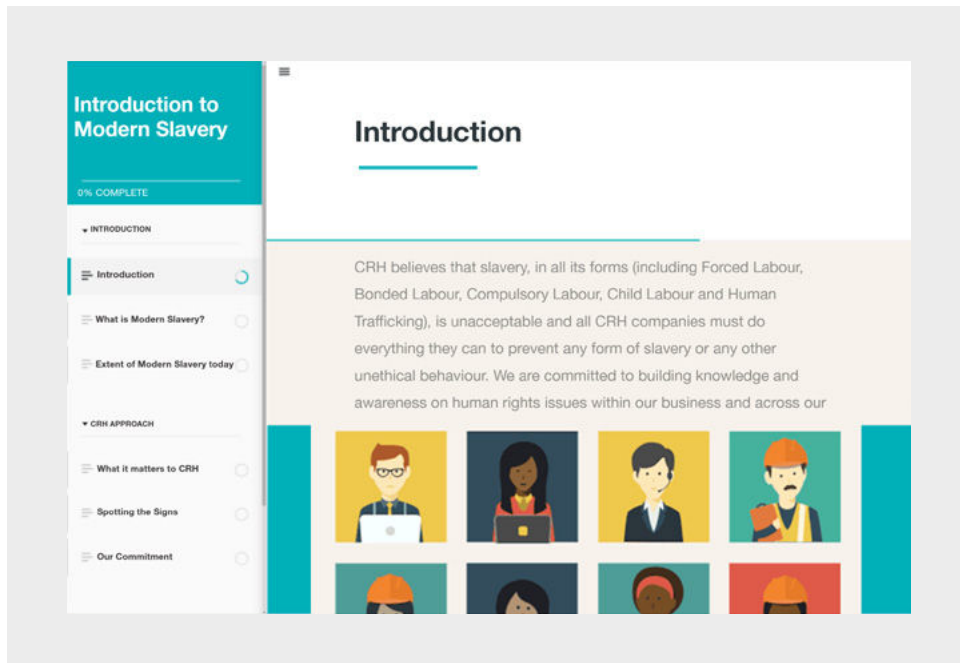 Introduction to
Modern Slavery
0% COMPLETE
INTRODUCTION
Introduction
What is Modern Slavery?
Extent of Modern Slavery today
CRH APPROACH
What it matters to CRH
Spotting the Signs
Our Commitment
Introduction
CRH believes that slavery, in all its forms (including Forced Labour,
Bonded Labour, Compulsory Labour, Child Labour and Human
Trafficking), is unacceptable and all CRH companies must do
everything they can to prevent any form of slavery or any other
unethical behaviour. We are committed to building knowledge and
awareness on human rights issues within our business and across our